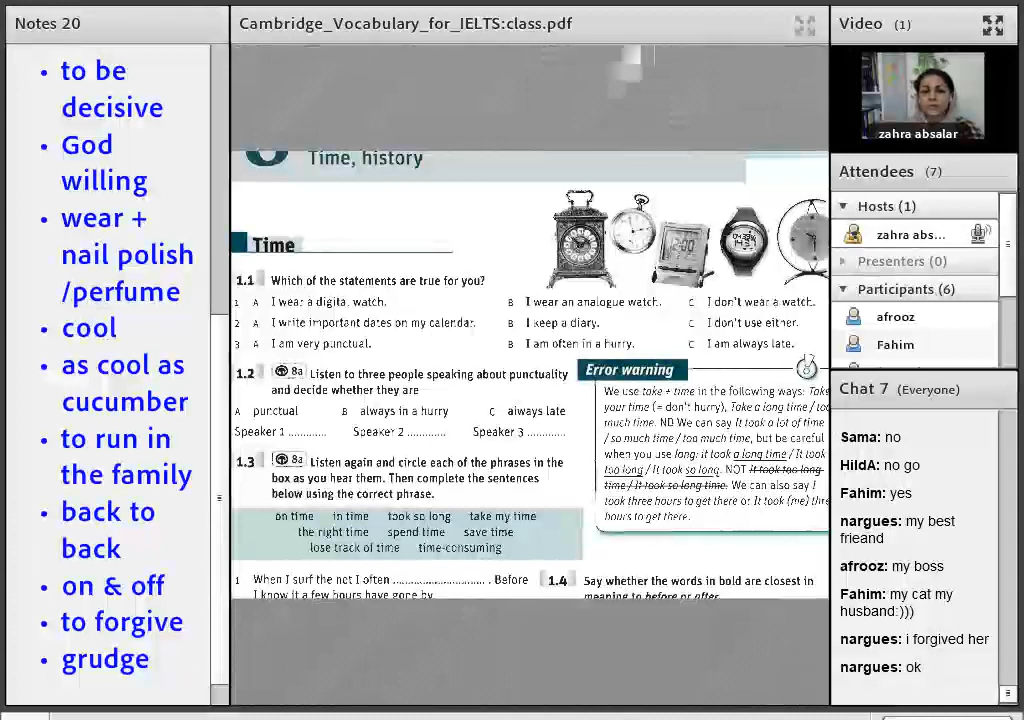 Notes 20
• to be
decisive
• God
willing
• wear +
nail polish
/perfume
• cool
• as cool as
cucumber
• to run in
the family
• back to
back
• on & off
• to forgive
• grudge
Cambridge_Vocabulary_for_IELTS:class.pdf
Time, history
Time
1.1 Which of the statements are true for you?
1 A I wear a digital watch. B I wear an analogue watch. C I don't wear a watch.
2 A I write important dates on my calendar. B I keep a diary. C I don't use either.
3 A I am very punctual. B I am often in a hurry. C I am always late.
1.2 8a Listen to three people speaking about punctuality
and decide whether they are
A punctual B always in a hurry C always late
Speaker 1 ............ Speaker 2 ............ Speaker 3 ............
1.3 8a Listen again and circle each of the phrases in the
box as you hear them. Then complete the sentences
below using the correct phrase.
on time in time took so long take my time
the right time spend time save time
lose track of time time-consuming
1 When I surf the net I often ............................ . Before
I know it a few hours have gone by.
Error warning
We use take + time in the following ways: Take
your time (= don't hurry), Take a long time / too
much time. NB We can say It took a lot of time
/ so much time / too much time, but be careful
when you use long: it took a long time / It took
too long / It took so long. NOT It took too long
time / It took so long time. We can also say I
took three hours to get there or It took (me) thre
hours to get there.
1.4 Say whether the words in bold are closest in
meaning to before or after.
Video (1)
zahra absalar
Attendees (7)
Hosts (1)
zahra abs...
Presenters (0)
Participants (6)
afrooz
Fahim
Chat 7 (Everyone)
Sama: no
HildA: no go
Fahim: yes
nargues: my best
frieand
afrooz: my boss
Fahim: my cat my
husband:)))
nargues: i forgived her
nargues: ok